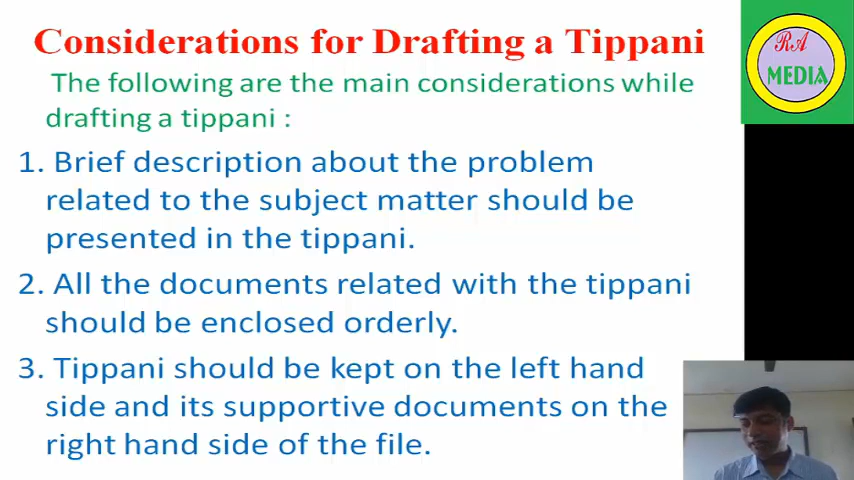 Considerations for Drafting a Tippani
The following are the main considerations while
drafting a tippani :
1. Brief description about the problem
related to the subject matter should be
presented in the tippani.
2. All the documents related with the tippani
should be enclosed orderly.
3. Tippani should be kept on the left hand
side and its supportive documents on the
right hand side of the file.
RA
MEDIA